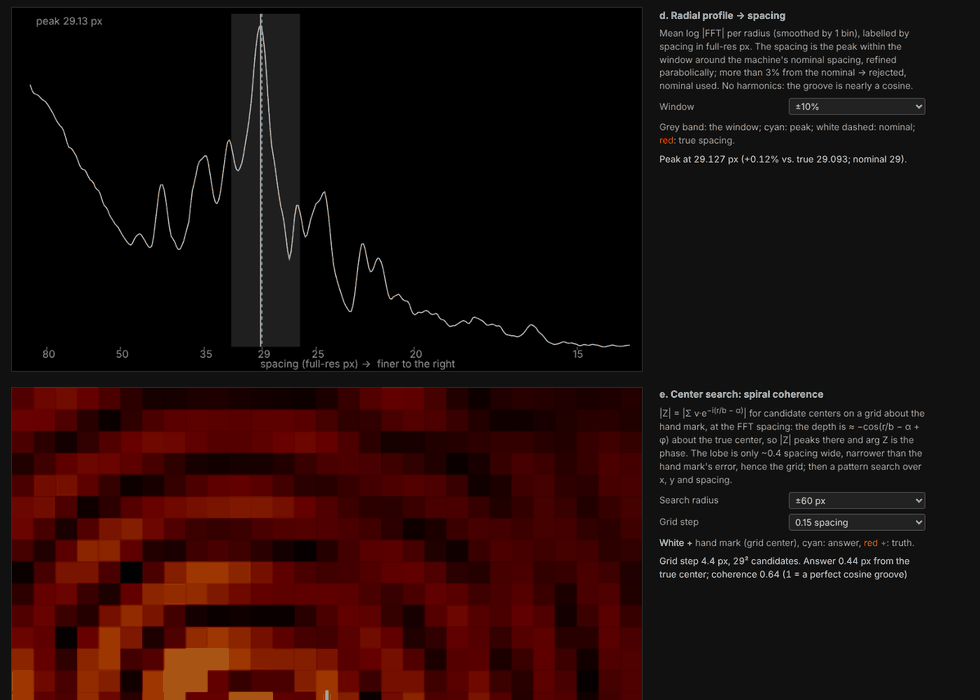 peak 29.13 px
80 50 35 29 25 20 15
spacing (full-res px) → finer to the right
d. Radial profile → spacing
Mean log |FFT| per radius (smoothed by 1 bin), labelled by
spacing in full-res px. The spacing is the peak within the
window around the machine's nominal spacing, refined
parabolically; more than 3% from the nominal → rejected,
nominal used. No harmonics: the groove is nearly a cosine.
Window ±10%
Grey band: the window; cyan: peak; white dashed: nominal;
red: true spacing.
Peak at 29.127 px (+0.12% vs. true 29.093; nominal 29).
e. Center search: spiral coherence
|Z| = |Σ v·e^−i(r/b − α)| for candidate centers on a grid about the
hand mark, at the FFT spacing: the depth is ≈ −cos(r/b − α +
φ) about the true center, so |Z| peaks there and arg Z is the
phase. The lobe is only ~0.4 spacing wide, narrower than the
hand mark's error, hence the grid; then a pattern search over
x, y and spacing.
Search radius ±60 px
Grid step 0.15 spacing
White + hand mark (grid center), cyan: answer, red +: truth.
Grid step 4.4 px, 29² candidates. Answer 0.44 px from the
true center; coherence 0.64 (1 = a perfect cosine groove)